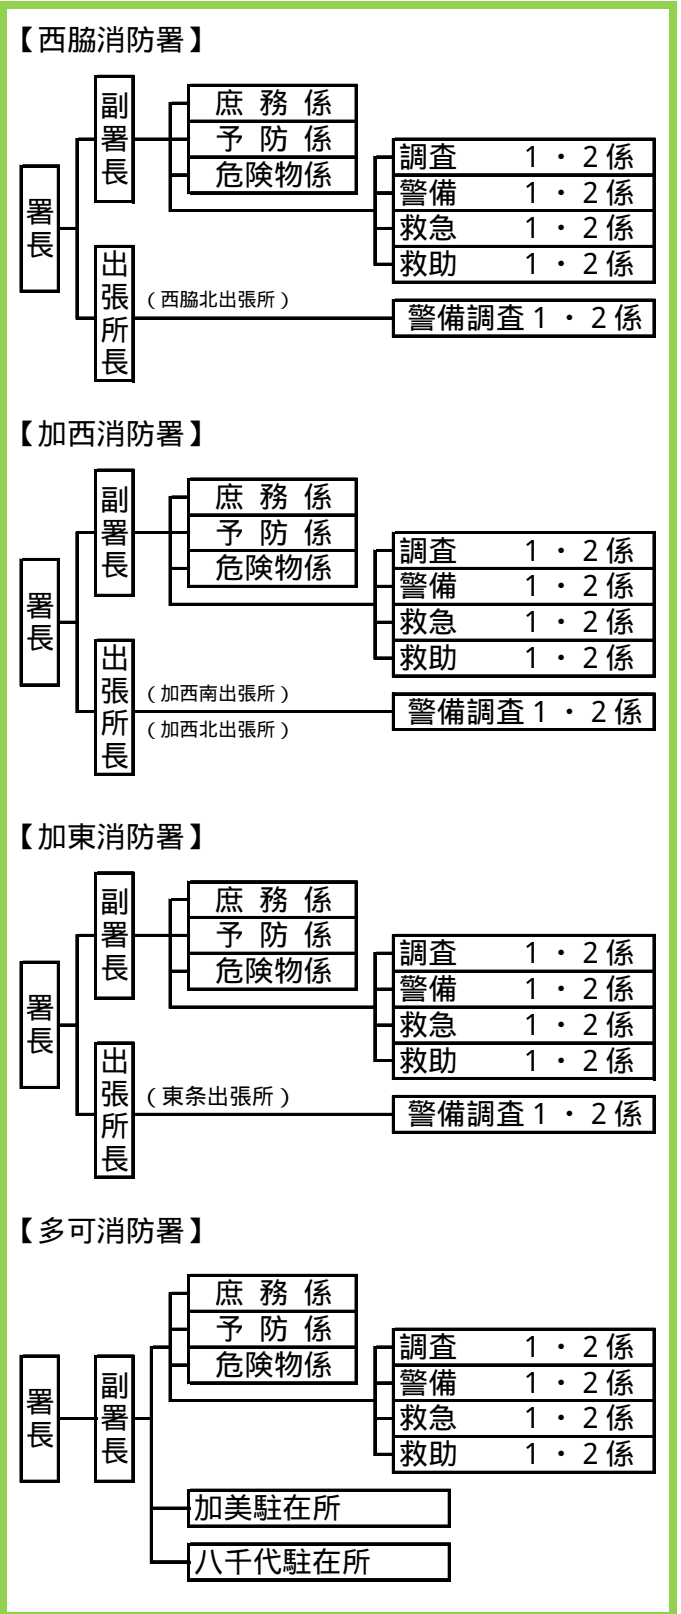 【西脇消防署】
署長
副署長
庶務係
予防係
危険物係
調査 1・2係
警備 1・2係
救急 1・2係
救助 1・2係
出張所長
(西脇北出張所)
警備調査1・2係
【加西消防署】
署長
副署長
庶務係
予防係
危険物係
調査 1・2係
警備 1・2係
救急 1・2係
救助 1・2係
出張所長
(加西南出張所)
(加西北出張所)
警備調査1・2係
【加東消防署】
署長
副署長
庶務係
予防係
危険物係
調査 1・2係
警備 1・2係
救急 1・2係
救助 1・2係
出張所長
(東条出張所)
警備調査1・2係
【多可消防署】
署長
副署長
庶務係
予防係
危険物係
調査 1・2係
警備 1・2係
救急 1・2係
救助 1・2係
加美駐在所
八千代駐在所